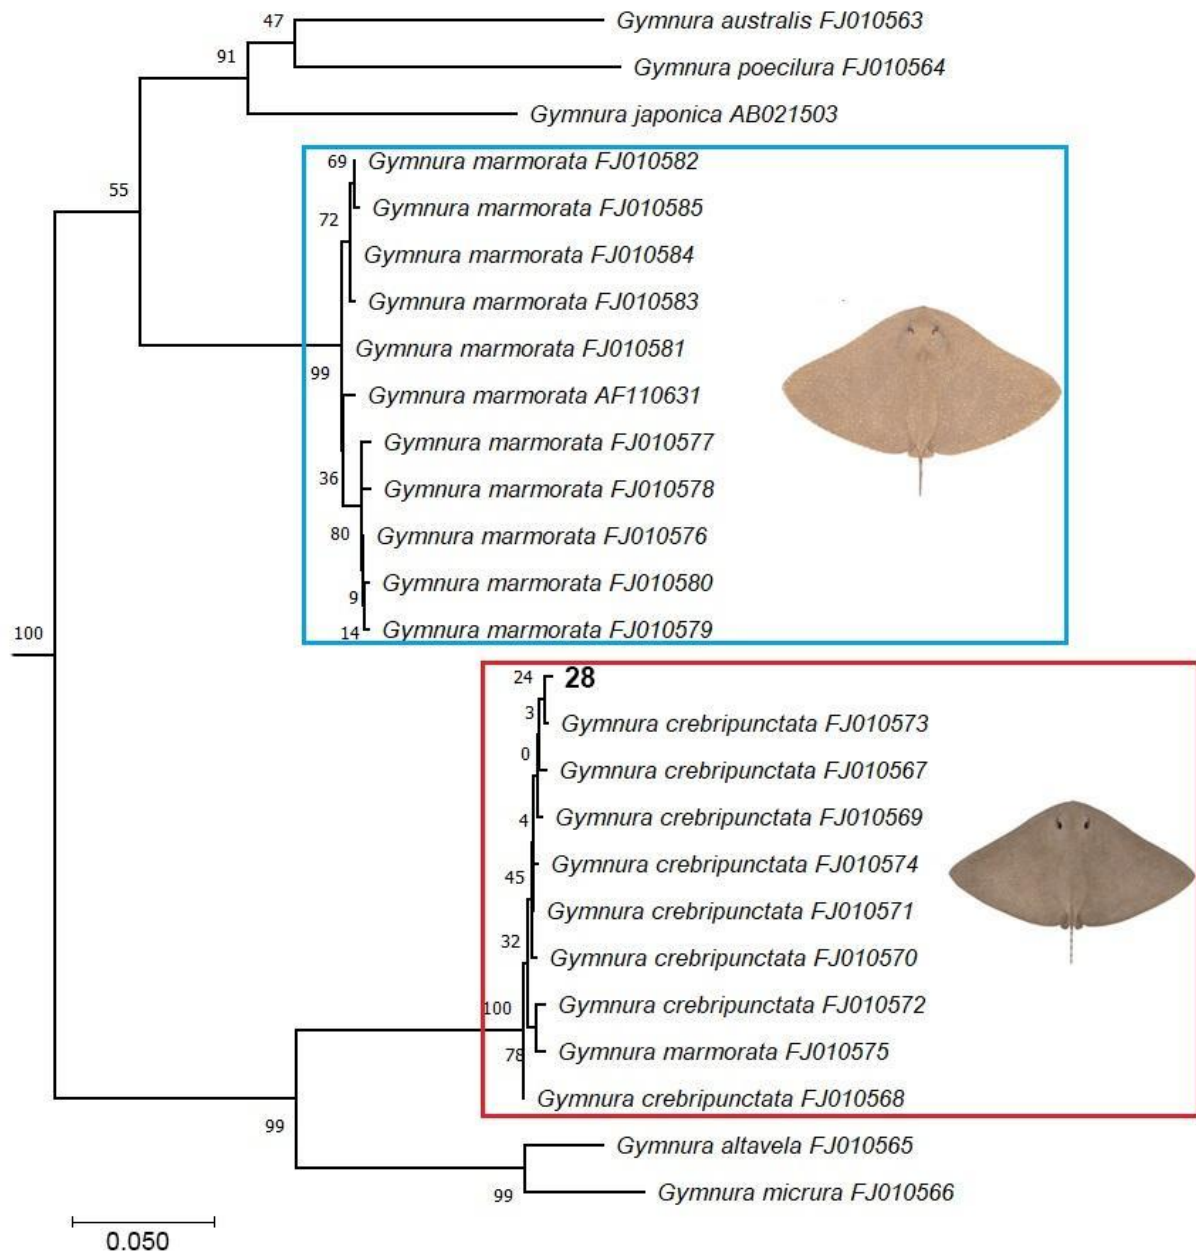 47
Gymnura australis FJ010563
91
Gymnura poecilura FJ010564
Gymnura japonica AB021503
69
Gymnura marmorata FJ010582
55
Gymnura marmorata FJ010585
72
Gymnura marmorata FJ010584
Gymnura marmorata FJ010583
Gymnura marmorata FJ010581
99
Gymnura marmorata AF110631
Gymnura marmorata FJ010577
36
Gymnura marmorata FJ010578
80
Gymnura marmorata FJ010576
Gymnura marmorata FJ010580
9
14
Gymnura marmorata FJ010579
100
24
28
3
Gymnura crebripunctata FJ010573
0
Gymnura crebripunctata FJ010567
4
Gymnura crebripunctata FJ010569
Gymnura crebripunctata FJ010574
45
Gymnura crebripunctata FJ010571
32
Gymnura crebripunctata FJ010570
100
Gymnura crebripunctata FJ010572
78
Gymnura marmorata FJ010575
Gymnura crebripunctata FJ010568
99
Gymnura altavela FJ010565
99
Gymnura micrura FJ010566
0.050